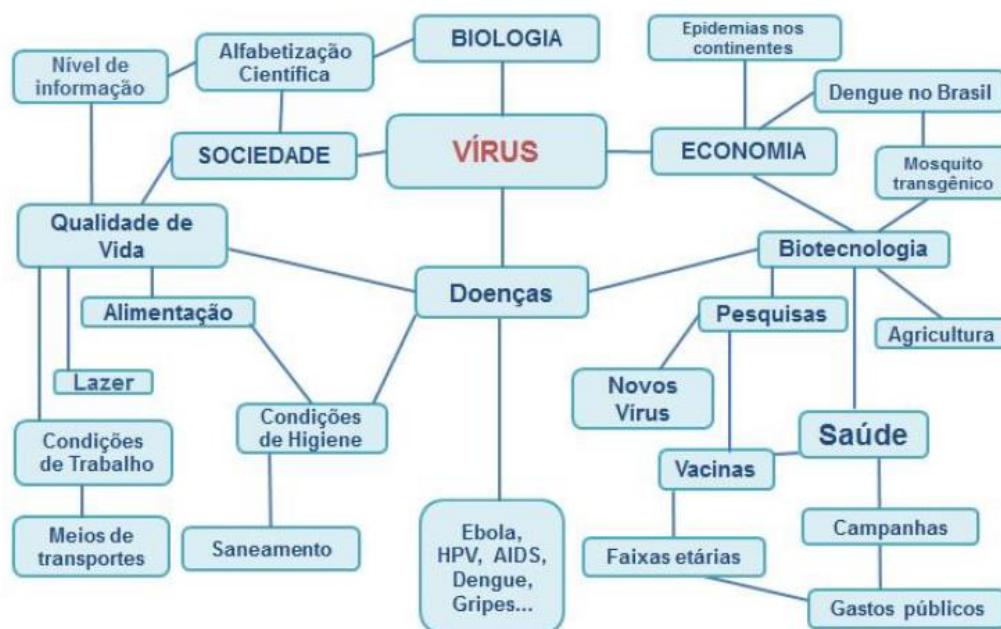 BIOLOGIA
Epidemias nos
continentes
Alfabetização
Científica
Nível de
informação
Dengue no Brasil
SOCIEDADE
VÍRUS
ECONOMIA
Mosquito
transgênico
Qualidade de
Vida
Biotecnologia
Doenças
Alimentação
Pesquisas
Agricultura
Lazer
Novos
Vírus
Condições
de Higiene
Saúde
Condições
de Trabalho
Vacinas
Ebola,
HPV, AIDS,
Dengue,
Gripes...
Campanhas
Meios de
transportes
Saneamento
Faixas etárias
Gastos públicos